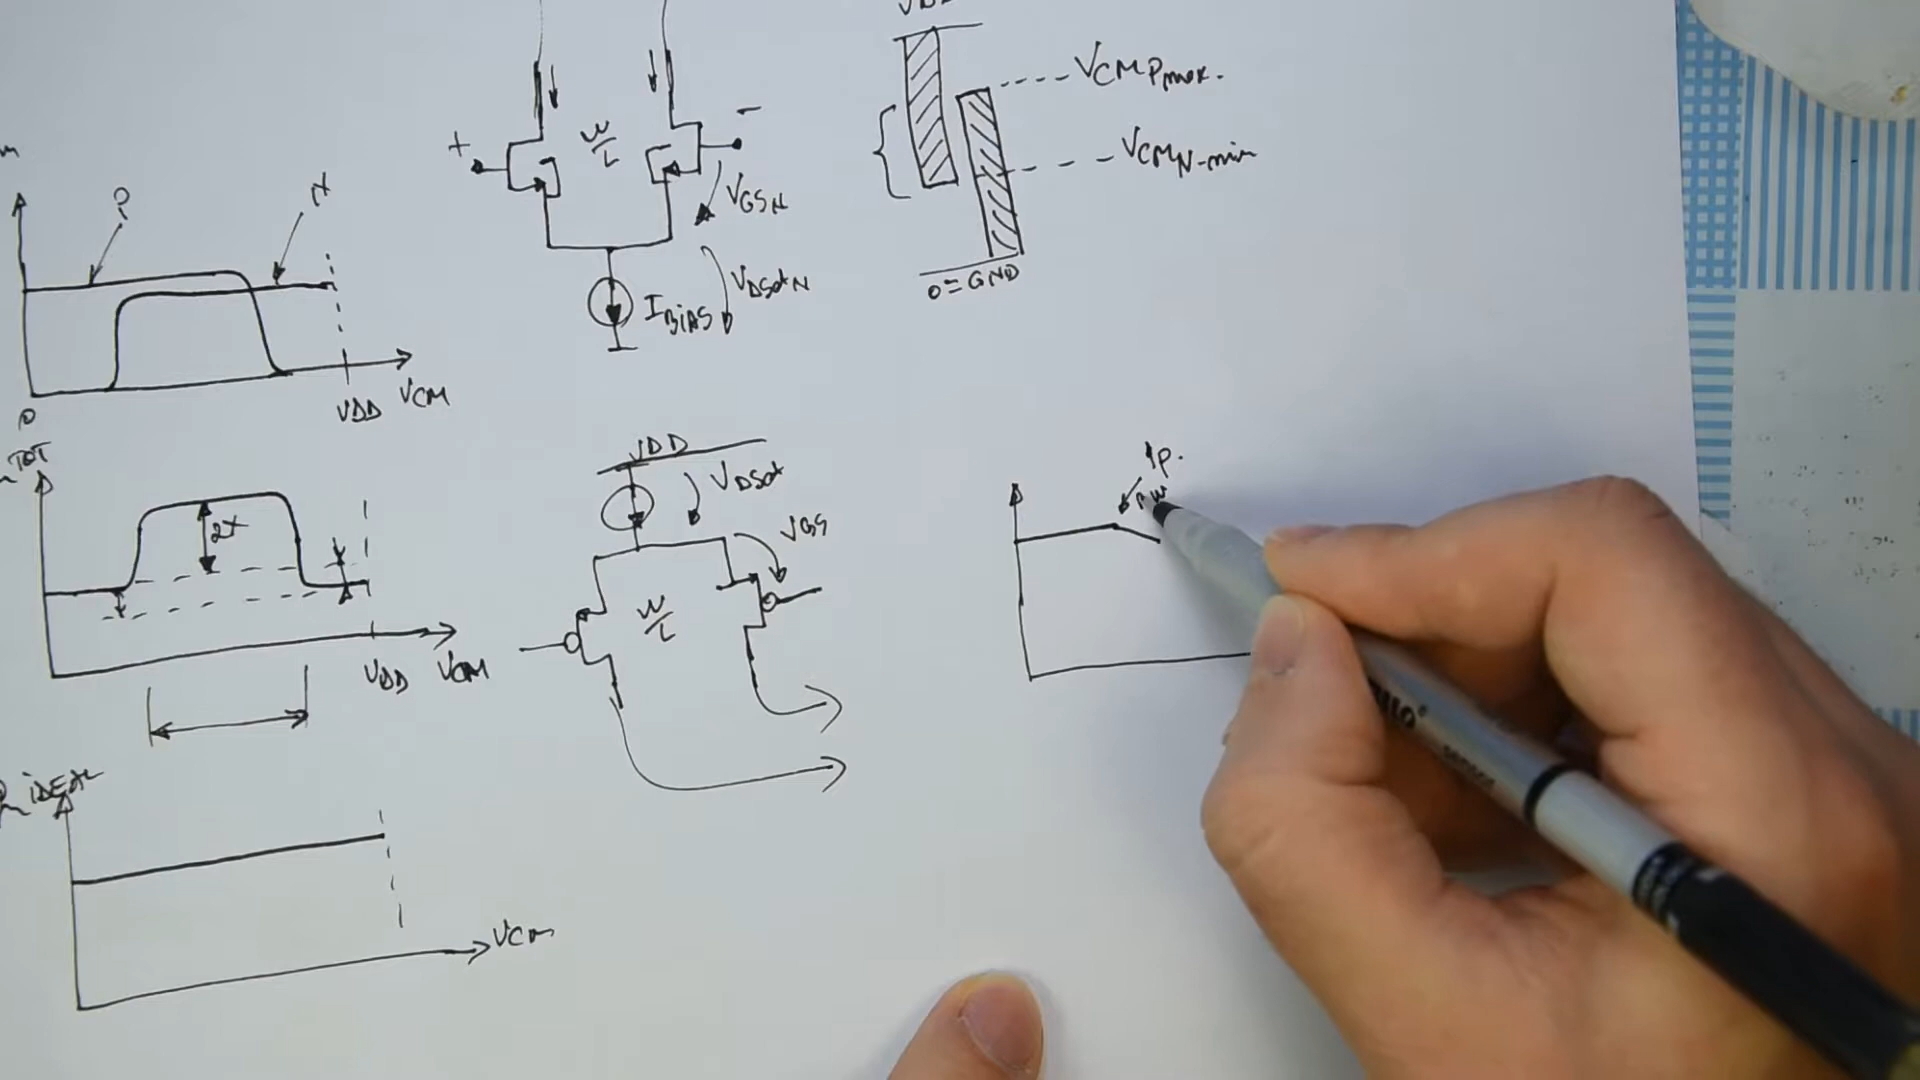 VDD
VCMPmax.
VCMN-min
0=GND
+
W/L
-
VGSN
VDSatN
IBIAS
P
N
0
VDD VCM
TOT
2X
VDD VCM
iDEAL
VCM
VDD
VDSat
VGS
W/L
1p.